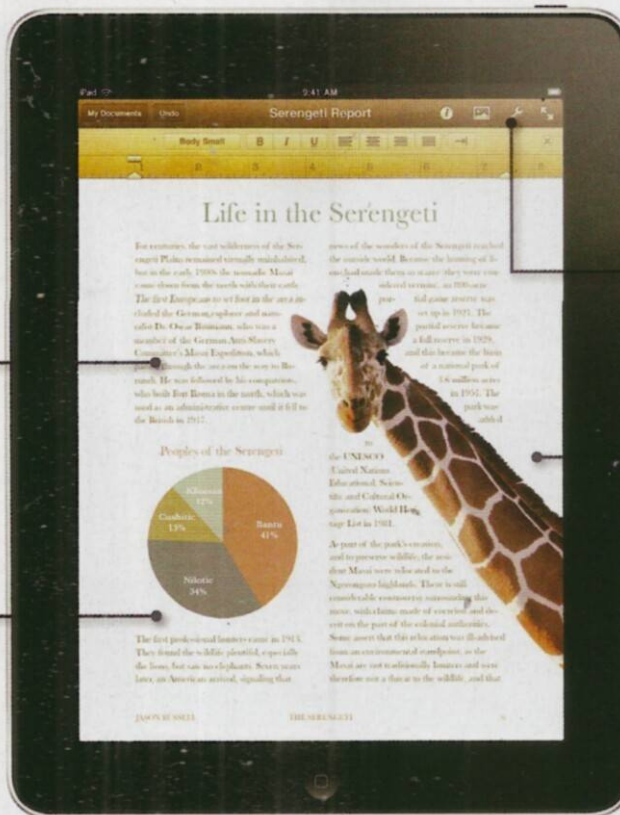 iPad
9:41 AM
My Documents
Undo
Serengeti Report
Body Small
B I U
1 2 3 4 5 6 7 8
Life in the Serengeti
For centuries, the vast wilderness of the Ser-
engeti Plains remained virtually uninhabited,
but in the early 1900s the nomadic Masai
came down from the north with their cattle.
The first Europeans to set foot in the area in-
cluded the German explorer and natu-
ralist Dr. Oscar Baumann, who was a
member of the German Anti-Slavery
Committee's Masai Expedition, which
passed through the area on the way to
He was followed by his companion,
who built Fort Ikoma in the north, which was
used as an administrative centre until it fell to
the British in 1917.
Peoples of the Serengeti
Khoisan
12%
Cushitic
13%
Bantu
41%
Nilotic
34%
The first professional hunters came in 1913.
They found the wildlife plentiful, especially
the lions, but saw no elephants. Seven years
later, an American arrived, signaling that
news of the wonders of the Serengeti reached
the outside world. Because the hunting of li-
ons had made them so scarce (they were con-
sidered vermin), an 800-acre
par-
tial game reserve was
set up in 1921. The
partial reserve became
a full reserve in 1929,
and this became the basis
of a national park of
3.6 million acres
in 1951. The
park was
added
to
the UNESCO
(United Nations
Educational, Scien-
tific and Cultural Or-
ganization) World Her-
tage List in 1981.
As part of the park's creation,
and to preserve wildlife, the resi-
dent Masai were relocated to the
Ngorongoro highlands. There is still
considerable controversy surrounding this
move, with claims made of coercion and de-
ceit on the part of the colonial authorities.
Some assert that this relocation was ill-advised
from an environmental standpoint, as the
Masai are not traditionally hunters and were
therefore not a threat to the wildlife, and that
JASON RUSSELL
THE SERENGETI